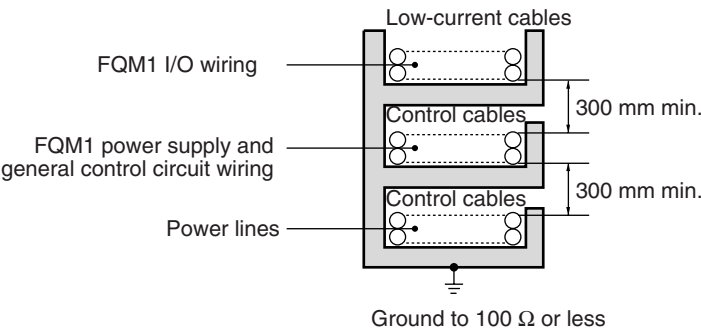 Low-current cables
FQM1 I/O wiring
300 mm min.
Control cables
FQM1 power supply and
general control circuit wiring
300 mm min.
Control cables
Power lines
Ground to 100 Ω or less